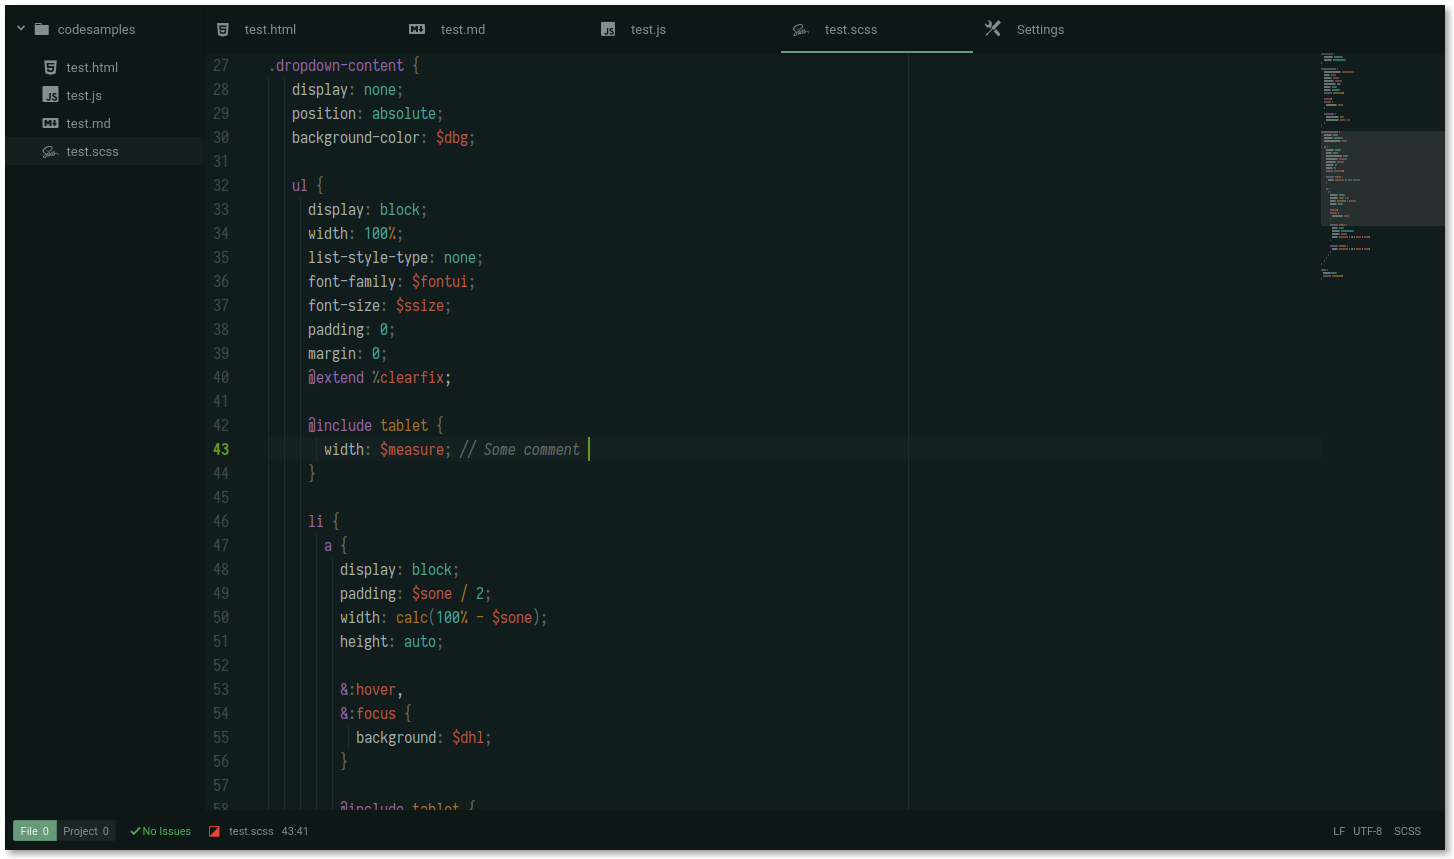 codesamples
test.html
test.js
test.md
test.scss
test.html test.md test.js test.scss Settings
27 .dropdown-content {
28 display: none;
29 position: absolute;
30 background-color: $dbg;
31
32 ul {
33 display: block;
34 width: 100%;
35 list-style-type: none;
36 font-family: $fontui;
37 font-size: $ssize;
38 padding: 0;
39 margin: 0;
40 @extend %clearfix;
41
42 @include tablet {
43 width: $measure; // Some comment
44 }
45
46 li {
47 a {
48 display: block;
49 padding: $sone / 2;
50 width: calc(100% - $sone);
51 height: auto;
52
53 &:hover,
54 &:focus {
55 background: $dhl;
56 }
57
58 @include tablet {
File 0 Project 0 No Issues test.scss 43:41 LF UTF-8 SCSS